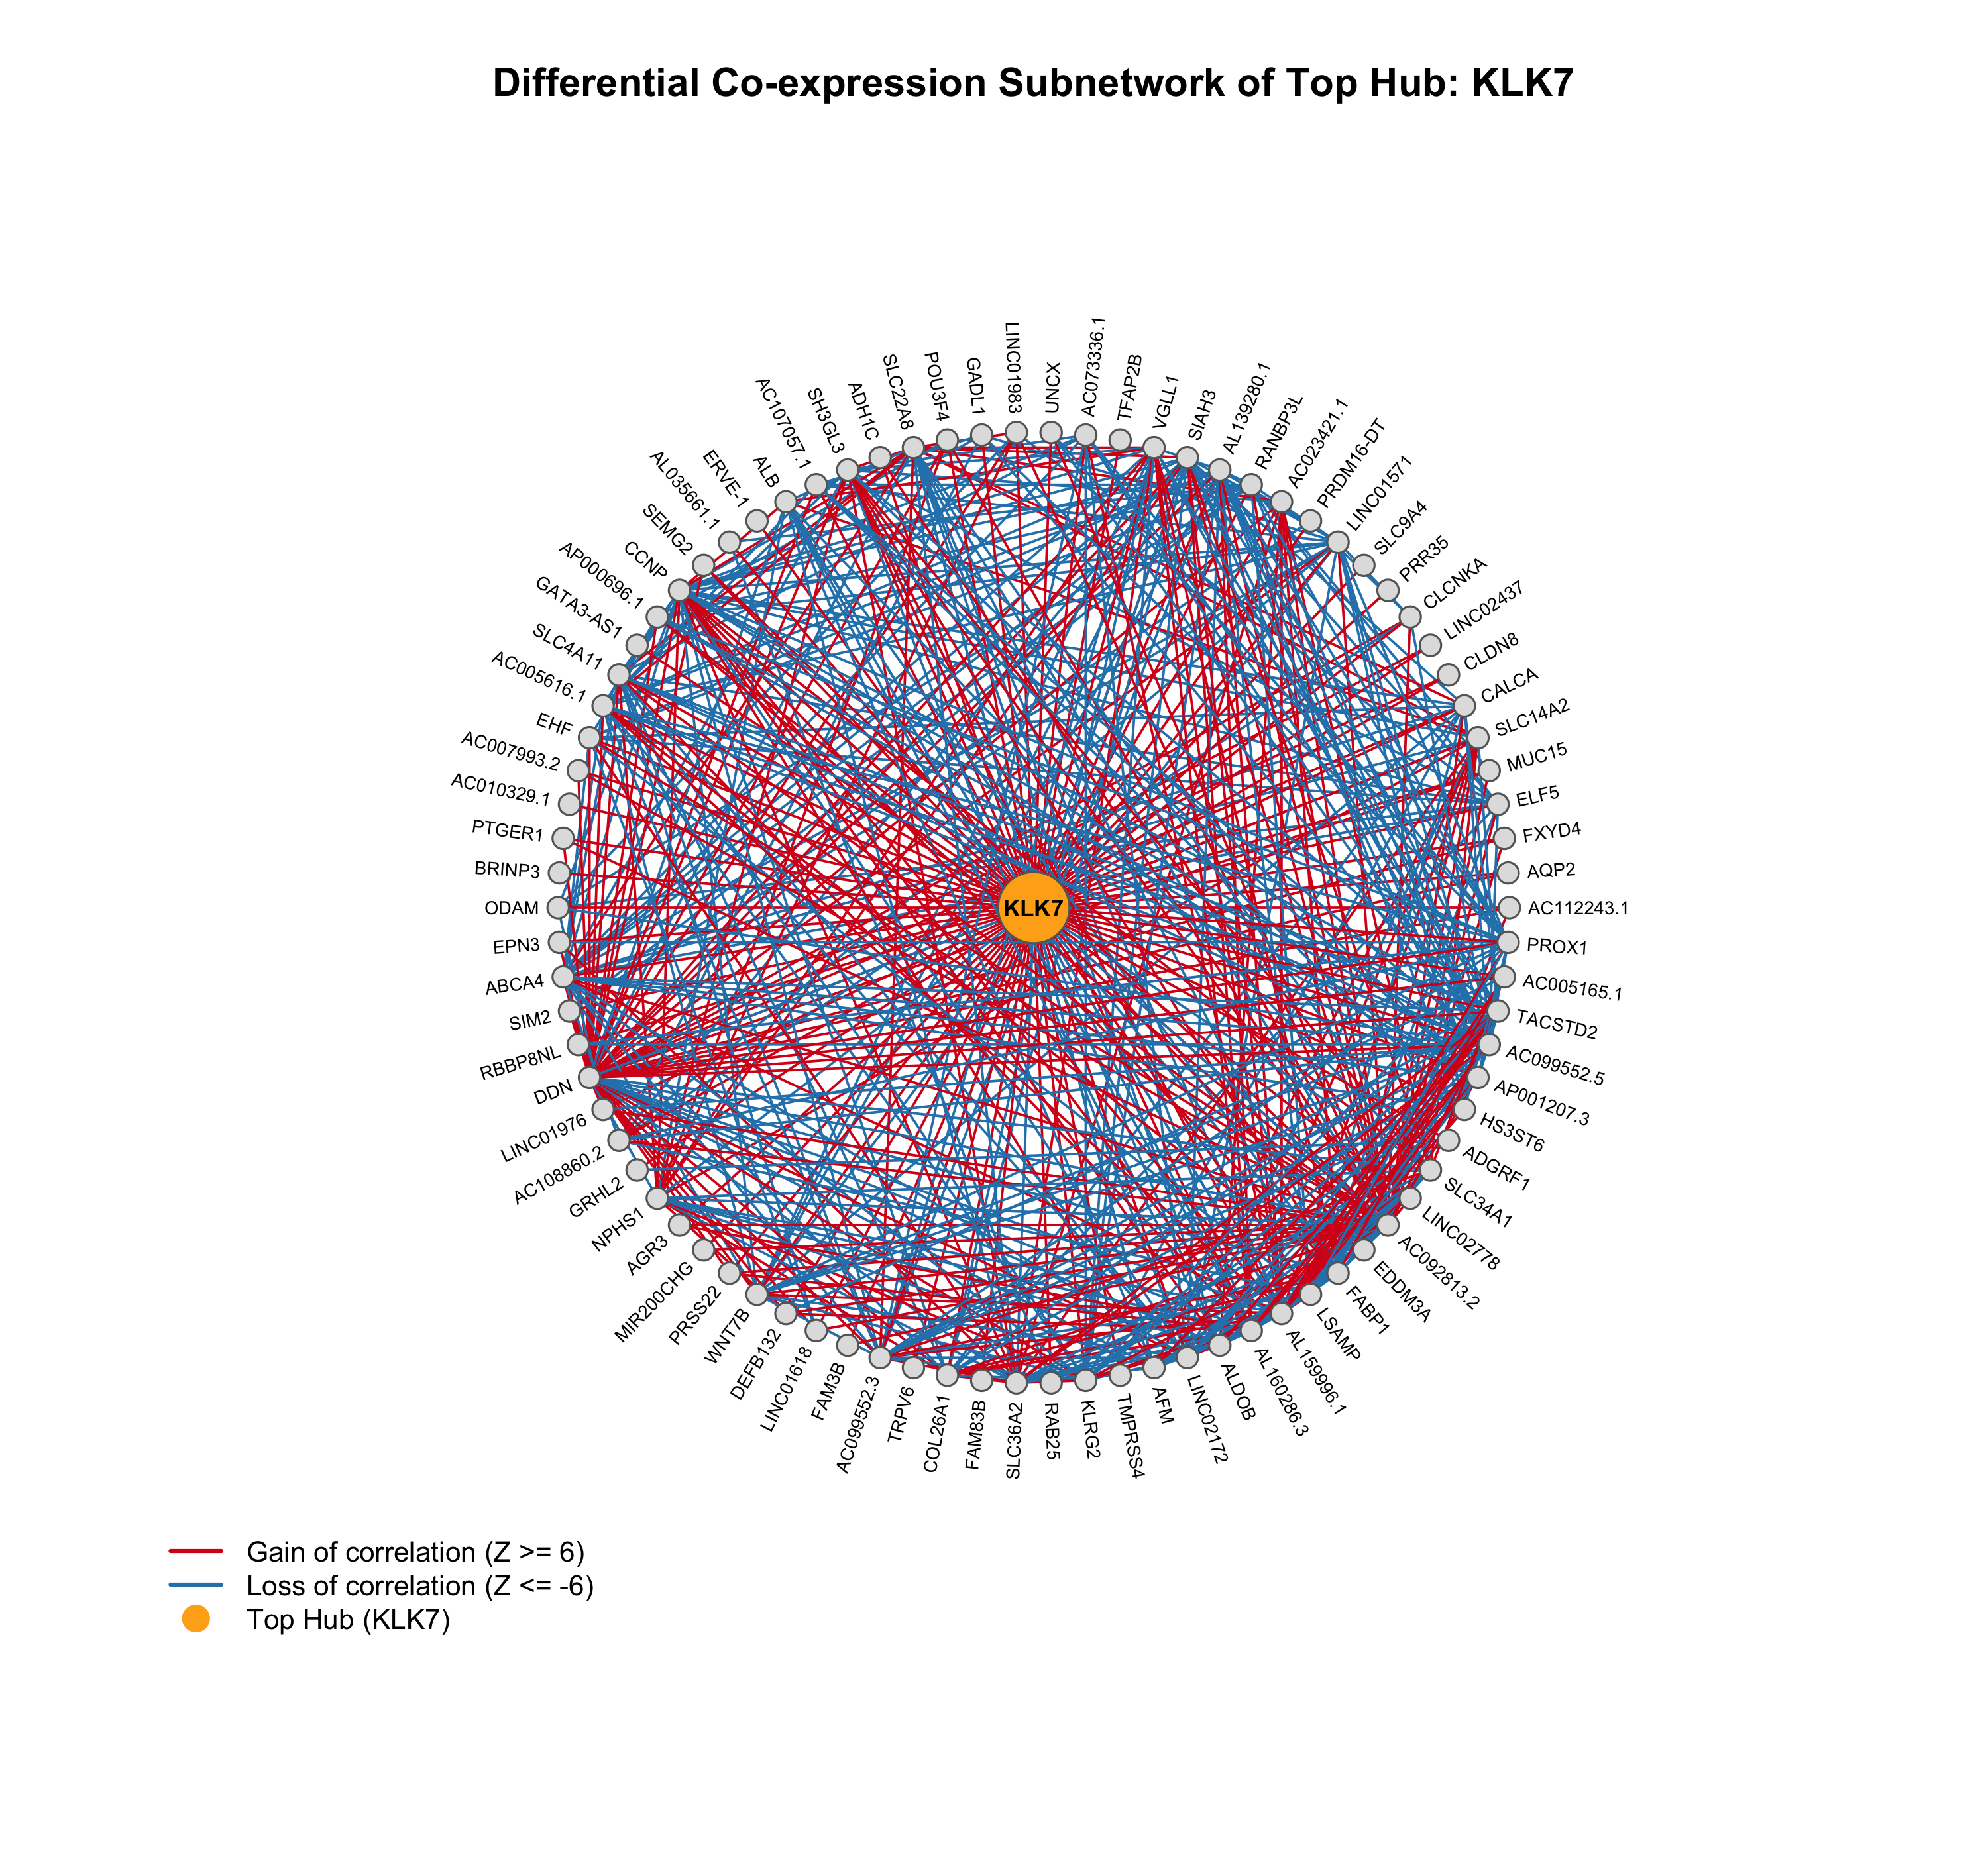 Differential Co-expression Subnetwork of Top Hub: KLK7
LINC01983
UNCX
AC073336.1
TFAP2B
VGLL1
SIAH3
AL139280.1
RANBP3L
AC023421.1
PRDM16-DT
LINC01571
SLC9A4
PRR35
CLCNKA
LINC02437
CLDN8
CALCA
SLC14A2
MUC15
ELF5
FXYD4
AQP2
AC112243.1
PROX1
AC005165.1
TACSTD2
AC099552.5
AP001207.3
HS3ST6
ADGRF1
SLC34A1
LINC02778
AC092813.2
EDDM3A
FABP1
LSAMP
AL159996.1
AL160286.3
ALDOB
LINC02172
AFM
TMPRSS4
KLRG2
RAB25
SLC36A2
FAM83B
COL26A1
TRPV6
AC099552.3
FAM3B
LINC01618
DEFB132
WNT7B
PRSS22
MIR200CHG
AGR3
NPHS1
GRHL2
AC108860.2
LINC01976
DDN
RBBP8NL
SIM2
ABCA4
EPN3
ODAM
BRINP3
PTGER1
AC010329.1
AC007993.2
EHF
AC005616.1
SLC4A11
GATA3-AS1
AP000696.1
CCNP
SEMG2
AL035661.1
ERVE-1
ALB
AC107057.1
SH3GL3
ADH1C
SLC22A8
POU3F4
GADL1
KLK7
Gain of correlation (Z >= 6)
Loss of correlation (Z <= -6)
Top Hub (KLK7)